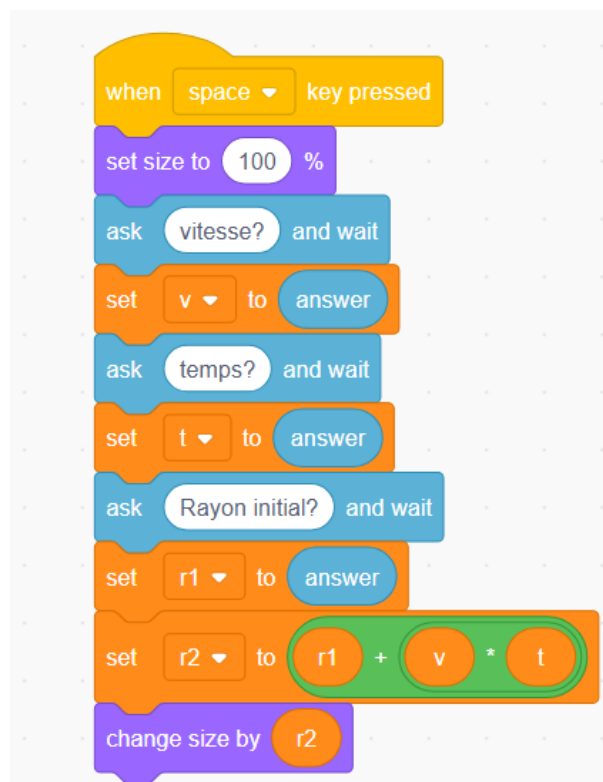 when space key pressed
set size to 100 %
ask vitesse? and wait
set v to answer
ask temps? and wait
set t to answer
ask Rayon initial? and wait
set r1 to answer
set r2 to r1 + v * t
change size by r2